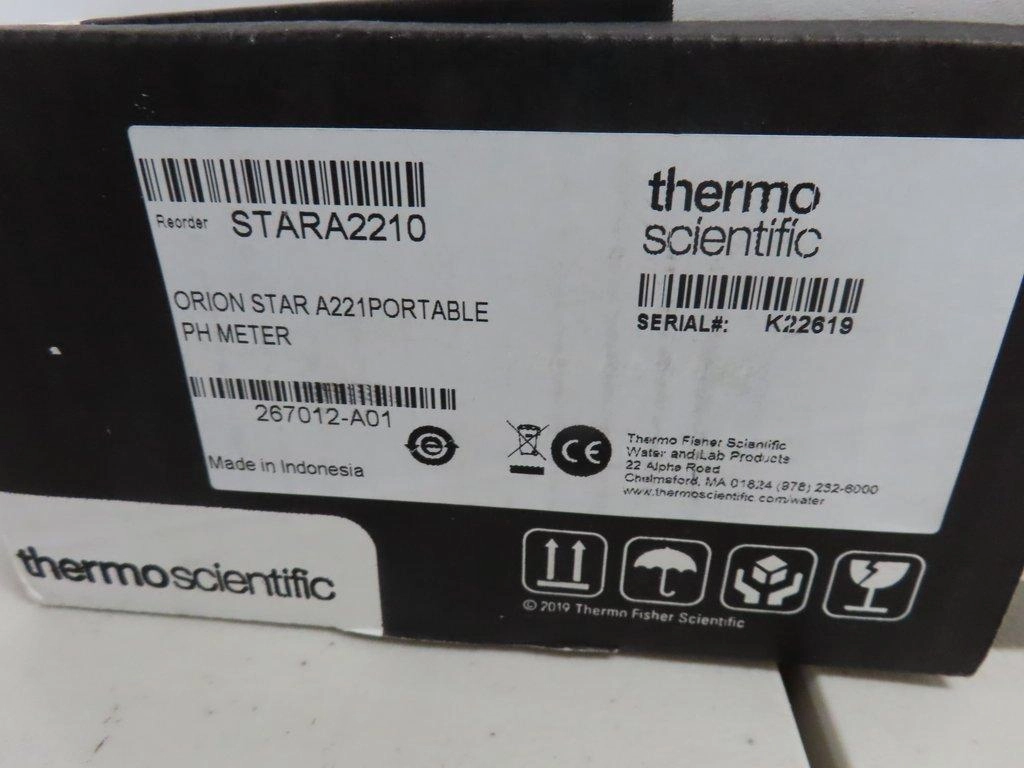 Reorder STARA2210
ORION STAR A221PORTABLE
PH METER
267012-A01
Made in Indonesia
thermo
scientific
SERIAL#: K22619
CE
Thermo Fisher Scientific
Water and Lab Products
22 Alpha Road
Chelmsford, MA 01824 (978) 232-6000
www.thermoscientific.com/water
thermoscientific
© 2019 Thermo Fisher Scientific